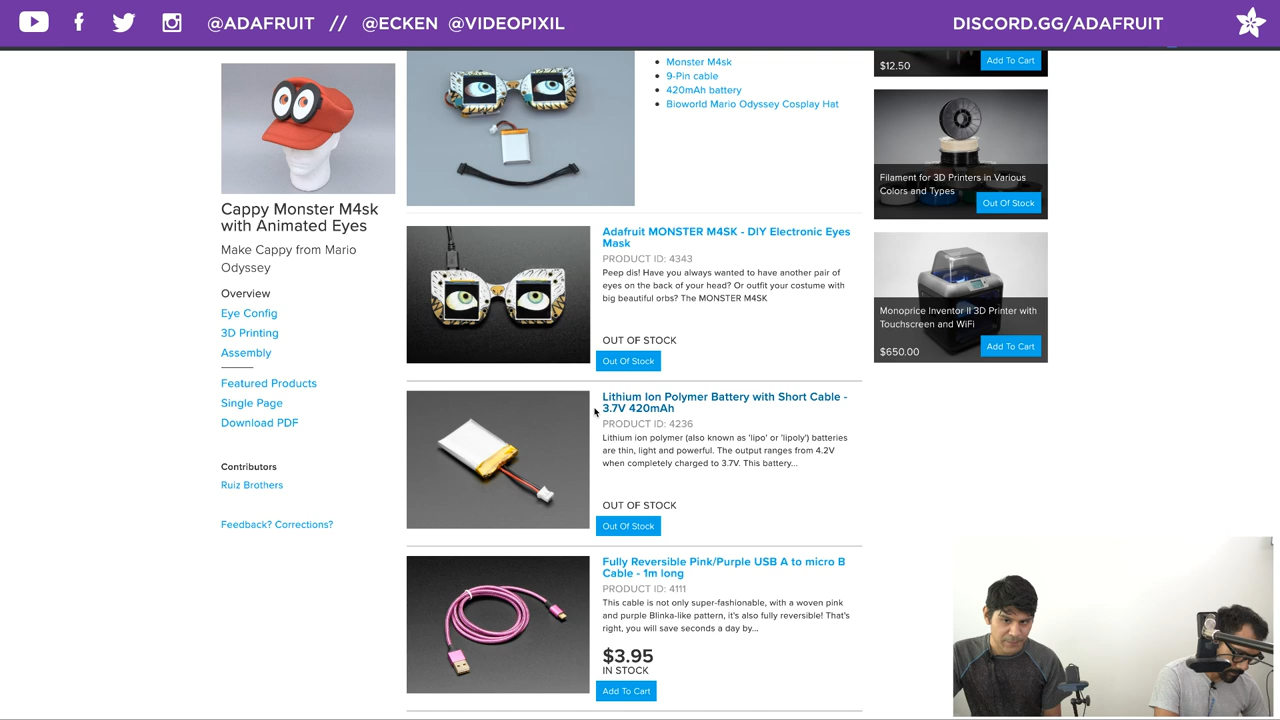 @ADAFRUIT // @ECKEN @VIDEOPIXIL
DISCORD.GG/ADAFRUIT
Cappy Monster M4sk
with Animated Eyes
Make Cappy from Mario
Odyssey
Overview
Eye Config
3D Printing
Assembly
Featured Products
Single Page
Download PDF
Contributors
Ruiz Brothers
Feedback? Corrections?
Monster M4sk
9-Pin cable
420mAh battery
Bioworld Mario Odyssey Cosplay Hat
Adafruit MONSTER M4SK - DIY Electronic Eyes
Mask
PRODUCT ID: 4343
Peep dis! Have you always wanted to have another pair of
eyes on the back of your head? Or outfit your costume with
big beautiful orbs? The MONSTER M4SK
OUT OF STOCK
Out Of Stock
Lithium Ion Polymer Battery with Short Cable -
3.7V 420mAh
PRODUCT ID: 4236
Lithium ion polymer (also known as 'lipo' or 'lipoly') batteries
are thin, light and powerful. The output ranges from 4.2V
when completely charged to 3.7V. This battery...
OUT OF STOCK
Out Of Stock
Fully Reversible Pink/Purple USB A to micro B
Cable - 1m long
PRODUCT ID: 4111
This cable is not only super-fashionable, with a woven pink
and purple Blinka-like pattern, it's also fully reversible! That's
right, you will save seconds a day by...
$3.95
IN STOCK
Add To Cart
$12.50
Add To Cart
Filament for 3D Printers in Various
Colors and Types
Out Of Stock
Monoprice Inventor II 3D Printer with
Touchscreen and WiFi
$650.00
Add To Cart